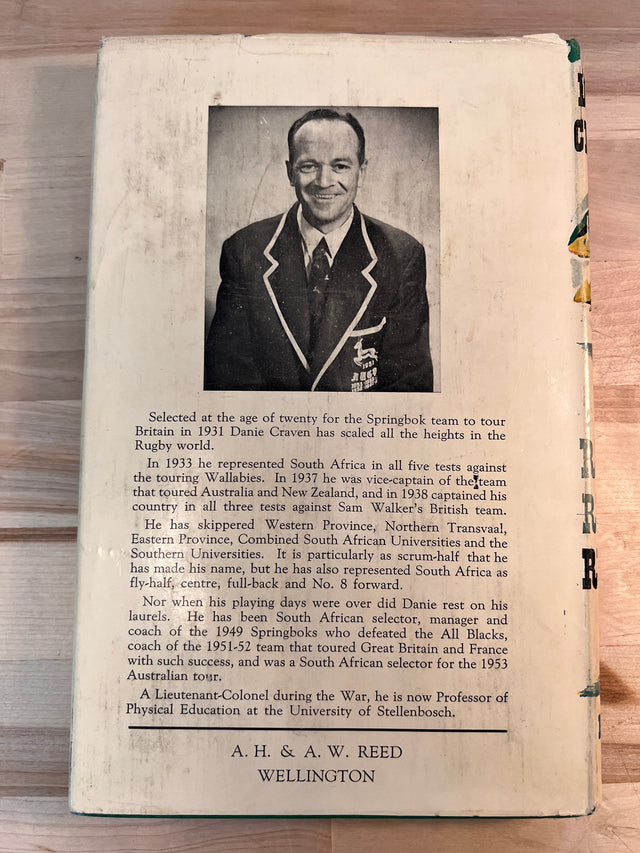 Selected at the age of twenty for the Springbok team to tour
Britain in 1931 Danie Craven has scaled all the heights in the
Rugby world.
In 1933 he represented South Africa in all five tests against
the touring Wallabies. In 1937 he was vice-captain of the team
that toured Australia and New Zealand, and in 1938 captained his
country in all three tests against Sam Walker's British team.
He has skippered Western Province, Northern Transvaal,
Eastern Province, Combined South African Universities and the
Southern Universities. It is particularly as scrum-half that he
has made his name, but he has also represented South Africa as
fly-half, centre, full-back and No. 8 forward.
Nor when his playing days were over did Danie rest on his
laurels. He has been South African selector, manager and
coach of the 1949 Springboks who defeated the All Blacks,
coach of the 1951-52 team that toured Great Britain and France
with such success, and was a South African selector for the 1953
Australian tour.
A Lieutenant-Colonel during the War, he is now Professor of
Physical Education at the University of Stellenbosch.
A. H. & A. W. REED
WELLINGTON